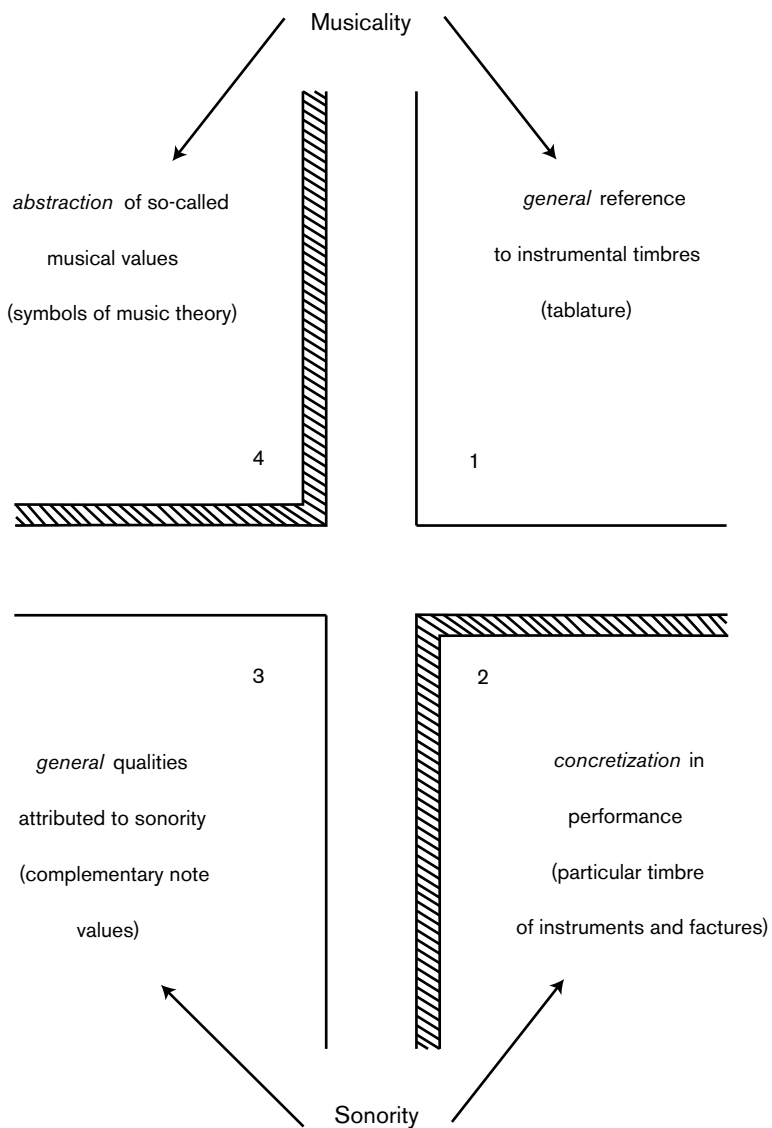 Musicality
abstraction of so-called
musical values
(symbols of music theory)
4
general reference
to instrumental timbres
(tablature)
1
3
general qualities
attributed to sonority
(complementary note
values)
2
concretization in
performance
(particular timbre
of instruments and factures)
Sonority